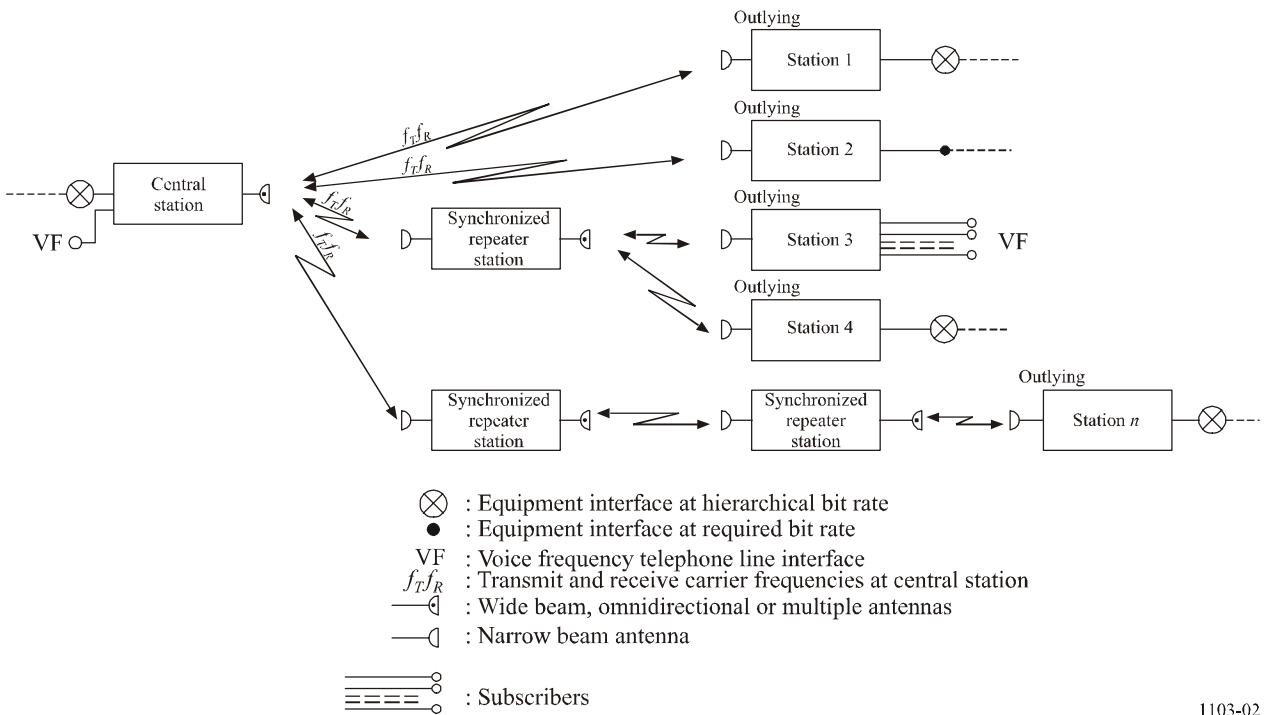 Outlying
Station 1
Outlying
fTfR
Station 2
fTfR
Central
station
VF
fTfR
fTfR
Synchronized
repeater
station
Outlying
Station 3
VF
Outlying
Station 4
Outlying
Synchronized
repeater
station
Synchronized
repeater
station
Station n
: Equipment interface at hierarchical bit rate
: Equipment interface at required bit rate
VF : Voice frequency telephone line interface
fTfR : Transmit and receive carrier frequencies at central station
: Wide beam, omnidirectional or multiple antennas
: Narrow beam antenna
: Subscribers
1103-02